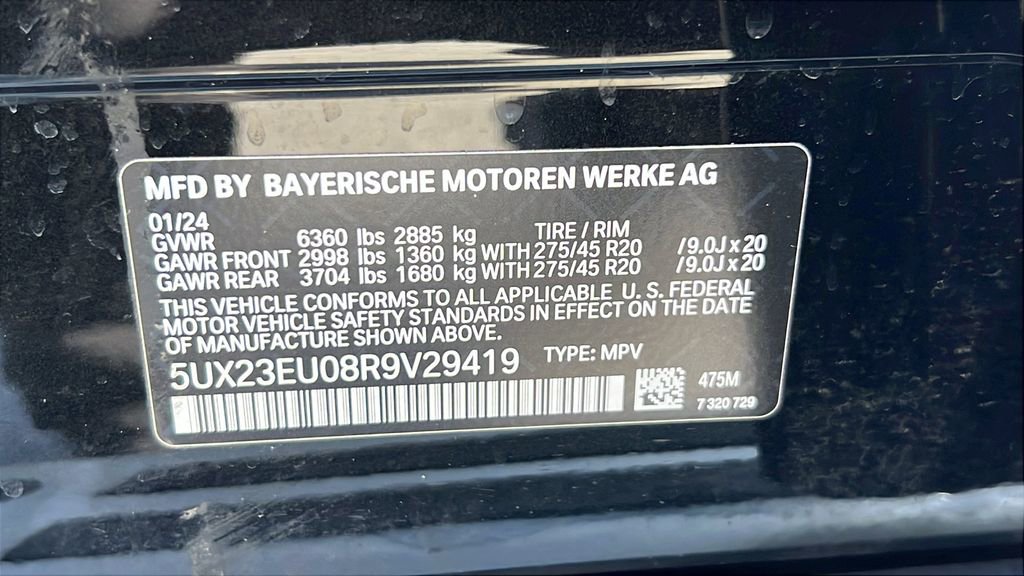 MFD BY BAYERISCHE MOTOREN WERKE AG
01/24 TIRE / RIM
GVWR 6360 lbs 2885 kg
GAWR FRONT 2998 lbs 1360 kg WITH 275/45 R20 /9.0J x 20
GAWR REAR 3704 lbs 1680 kg WITH 275/45 R20 /9.0J x 20
THIS VEHICLE CONFORMS TO ALL APPLICABLE U. S. FEDERAL
MOTOR VEHICLE SAFETY STANDARDS IN EFFECT ON THE DATE
OF MANUFACTURE SHOWN ABOVE.
5UX23EU08R9V29419 TYPE: MPV
475M
7 320 729